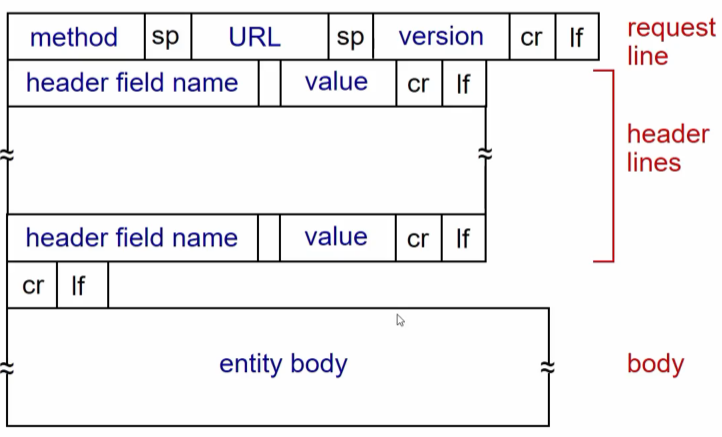 method sp URL sp version cr lf
request
line
header field name value cr lf
header
lines
header field name value cr lf
cr lf
entity body
body